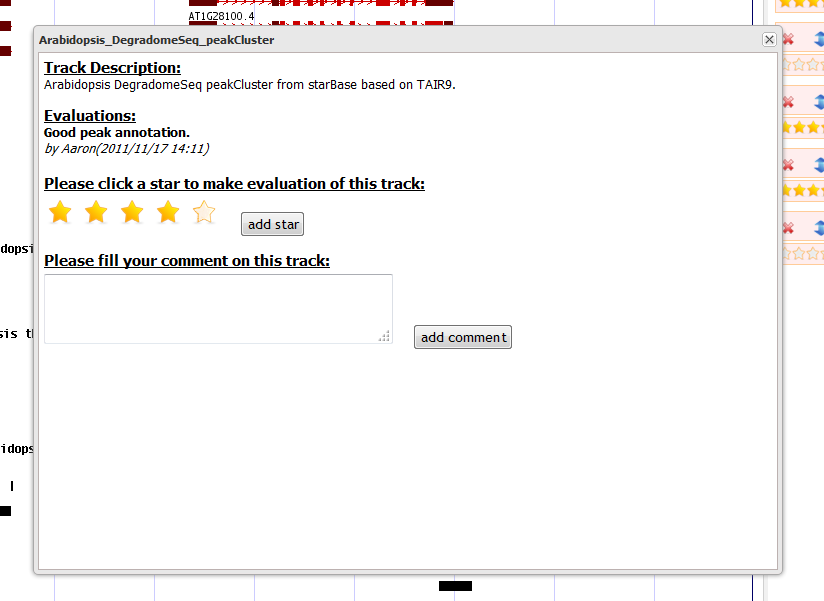 AT1G28100.4
Arabidopsis_DegradomeSeq_peakCluster
Track Description:
Arabidopsis DegradomeSeq peakCluster from starBase based on TAIR9.
Evaluations:
Good peak annotation.
by Aaron(2011/11/17 14:11)
Please click a star to make evaluation of this track:
add star
dopsi
Please fill your comment on this track:
sis th
add comment
idops